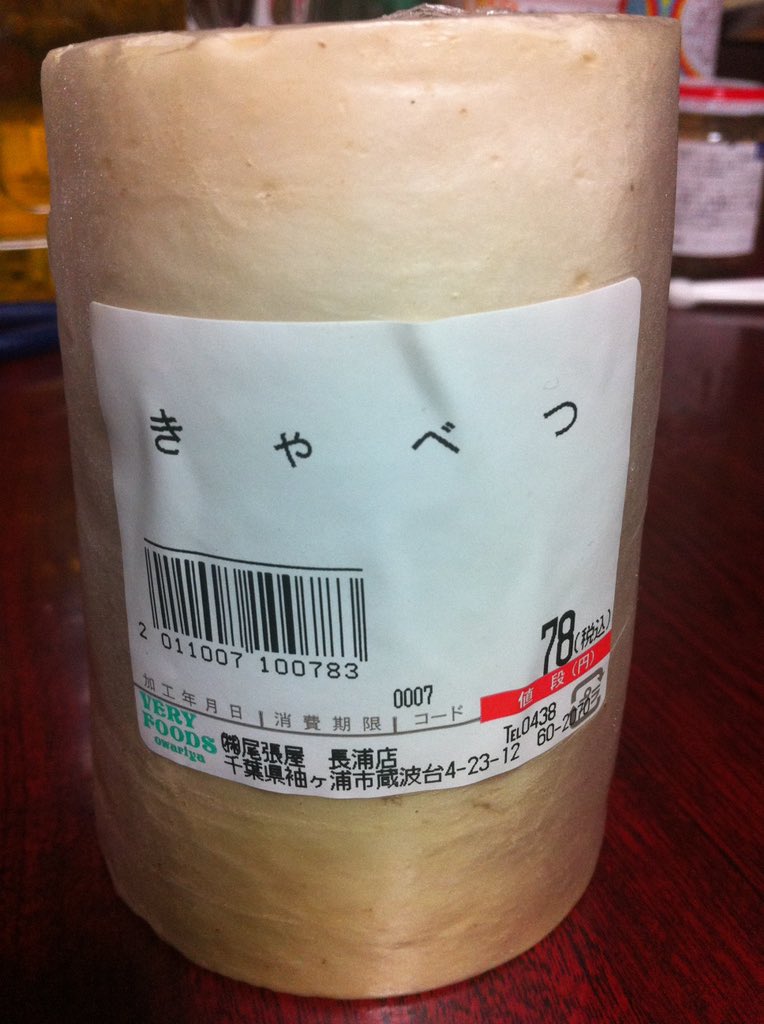 きゃべつ
2 011007 100783
78(税込)
値段(円)
0007
加工年月日 消費期限 コード
VERY
FOODS
owariya
㈱尾張屋 長浦店
千葉県袖ヶ浦市蔵波台4-23-12
TEL0438